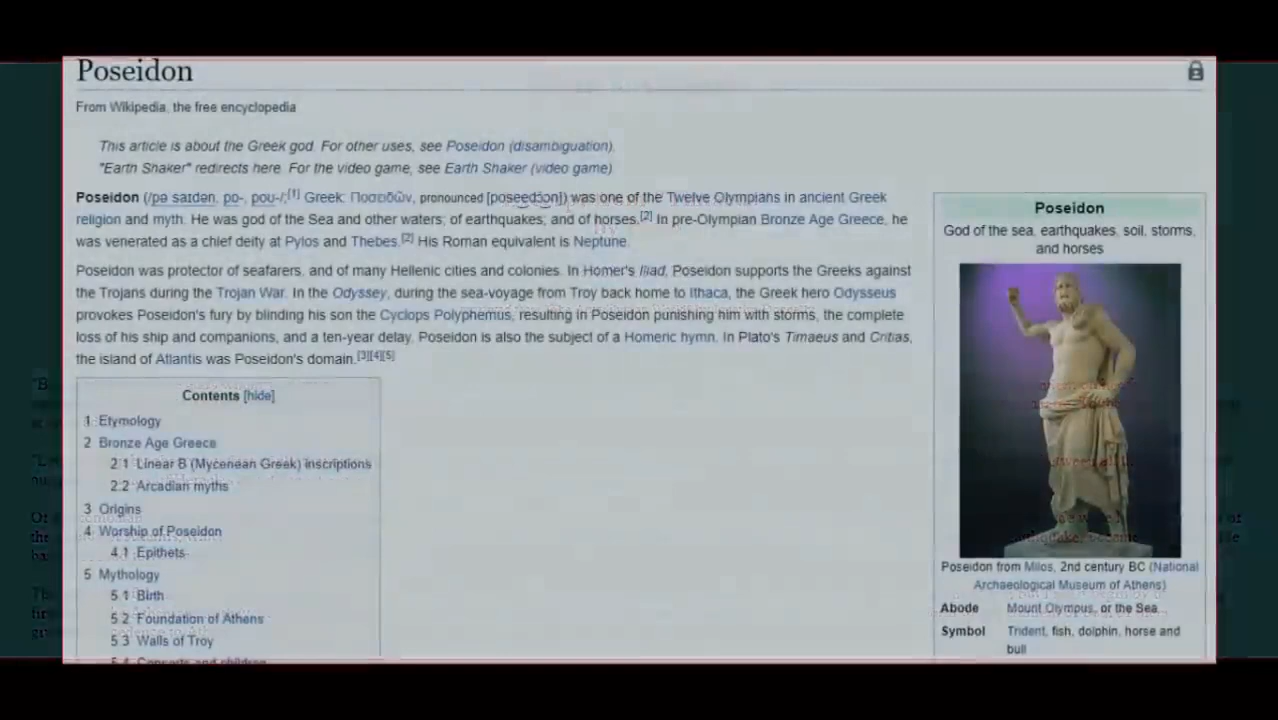 Poseidon
From Wikipedia, the free encyclopedia
This article is about the Greek god. For other uses, see Poseidon (disambiguation).
"Earth Shaker" redirects here. For the video game, see Earth Shaker (video game)
Poseidon (/pə saɪdən, pɒ-, poʊ-/;[1] Greek: Ποσειδῶν, pronounced [poseedɔ́ɔn]) was one of the Twelve Olympians in ancient Greek
religion and myth. He was god of the Sea and other waters; of earthquakes; and of horses.[2] In pre-Olympian Bronze Age Greece, he
was venerated as a chief deity at Pylos and Thebes.[2] His Roman equivalent is Neptune.
Poseidon was protector of seafarers, and of many Hellenic cities and colonies. In Homer's Iliad, Poseidon supports the Greeks against
the Trojans during the Trojan War. In the Odyssey, during the sea-voyage from Troy back home to Ithaca, the Greek hero Odysseus
provokes Poseidon's fury by blinding his son the Cyclops Polyphemus, resulting in Poseidon punishing him with storms, the complete
loss of his ship and companions, and a ten-year delay. Poseidon is also the subject of a Homeric hymn. In Plato's Timaeus and Critias,
the island of Atlantis was Poseidon's domain.[3][4][5]
Contents [hide]
1 Etymology
2 Bronze Age Greece
2.1 Linear B (Mycenean Greek) inscriptions
2.2 Arcadian myths
3 Origins
4 Worship of Poseidon
4.1 Epithets
5 Mythology
5.1 Birth
5.2 Foundation of Athens
5.3 Walls of Troy
5.4 Consorts and children
Poseidon
God of the sea, earthquakes, soil, storms,
and horses
Poseidon from Milos, 2nd century BC (National
Archaeological Museum of Athens)
Abode Mount Olympus, or the Sea
Symbol Trident, fish, dolphin, horse and
bull